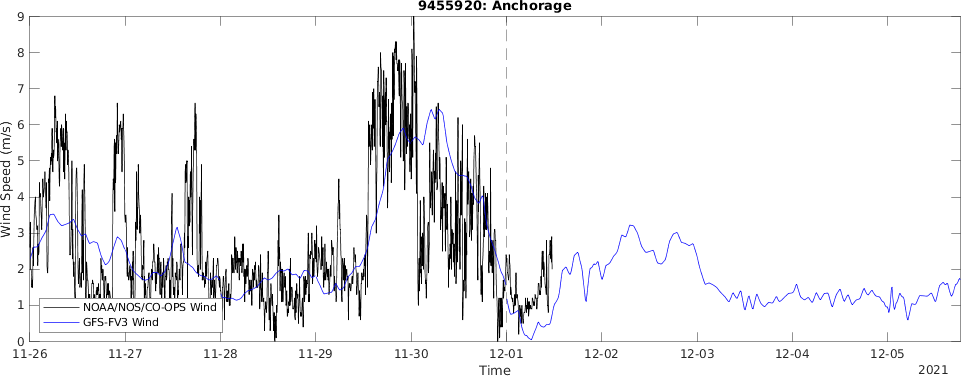 9455920: Anchorage
Wind Speed (m/s)
9
8
7
6
5
4
3
2
1
0
NOAA/NOS/CO-OPS Wind
GFS-FV3 Wind
11-26 11-27 11-28 11-29 11-30 12-01 12-02 12-03 12-04 12-05
Time
2021